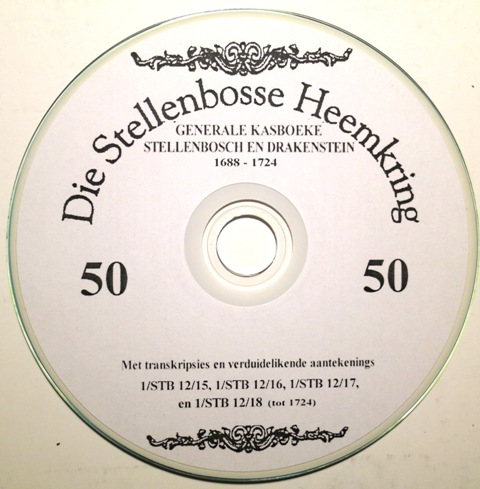 Die Stellenbosse Heemkring
GENERALE KASBOEKE
STELLENBOSCH EN DRAKENSTEIN
1688 - 1724
50 50
Met transkripsies en verduidelikende aantekenings
1/STB 12/15, 1/STB 12/16, 1/STB 12/17,
en 1/STB 12/18 (tot 1724)